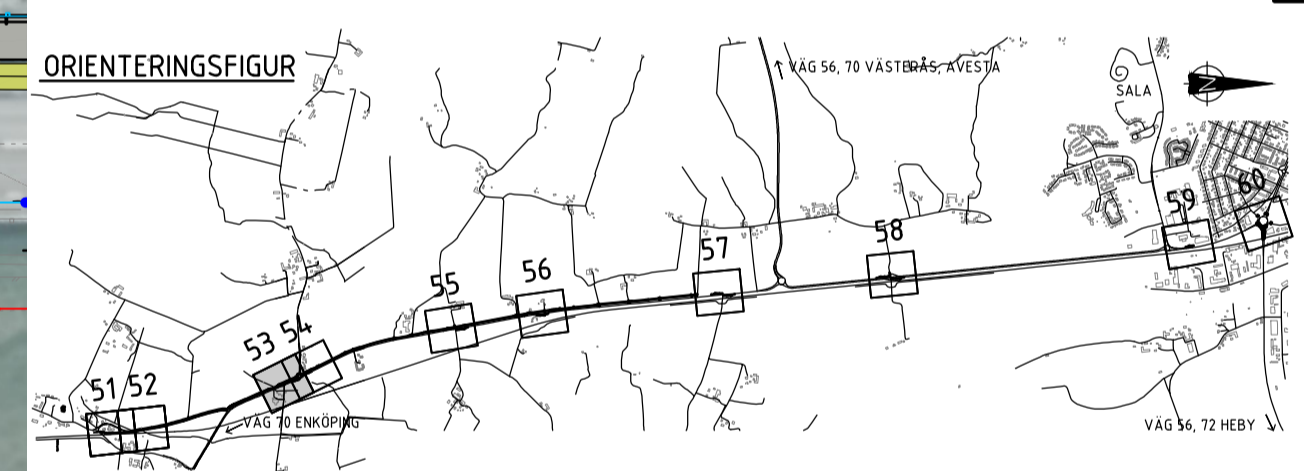 ORIENTERINGSFIGUR
↑ VÄG 56, 70 VÄSTERÅS, AVESTA
SALA
N
60
59
58
57
56
55
54
53
52
51
↙ VÄG 70 ENKÖPING
VÄG 56, 72 HEBY ↓